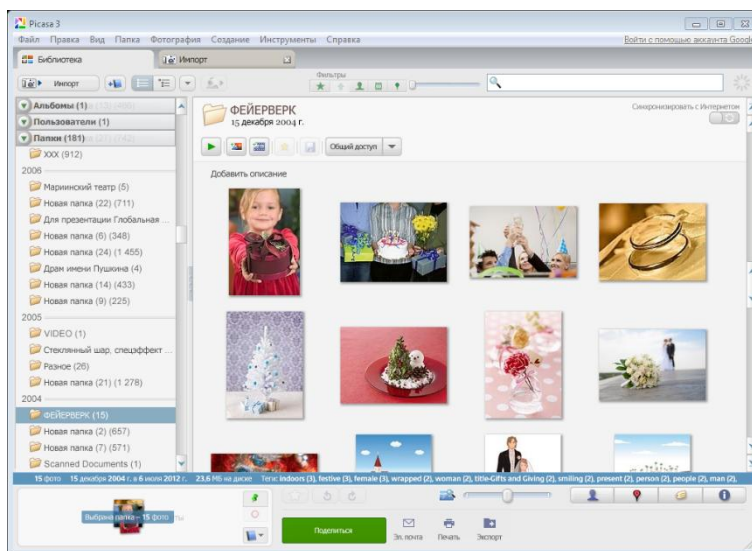 Picasa 3
Файл Правка Вид Папка Фотография Создание Инструменты Справка
Войти с помощью аккаунта Google
Библиотека
Импорт
Импорт
Фильтры
Альбомы (1)
Пользователи (1)
Папки (181)
XXX (912)
2006
Мариинский театр (5)
Новая папка (22) (711)
Для презентации Глобальная ...
Новая папка (6) (348)
Новая папка (24) (1 455)
Драм имени Пушкина (4)
Новая папка (14) (433)
Новая папка (9) (225)
2005
VIDEO (1)
Стеклянный шар, спецэффект ...
Разное (26)
Новая папка (21) (1 278)
2004
ФЕЙЕРВЕРК (15)
Новая папка (2) (657)
Новая папка (7) (571)
Scanned Documents (1)
ФЕЙЕРВЕРК
15 декабря 2004 г.
Синхронизировать с Интернетом
Общий доступ
Добавить описание
15 фото 15 декабря 2004 г. в 6 июля 2012 г. 23,6 МБ на диске Теги: indoors (3), festive (3), female (3), wrapped (2), woman (2), title-Gifts and Giving (2), smiling (2), present (2), person (2), people (2), man (2),
Выбрана папка – 15 фото
Поделиться
Эл. почта
Печать
Экспорт